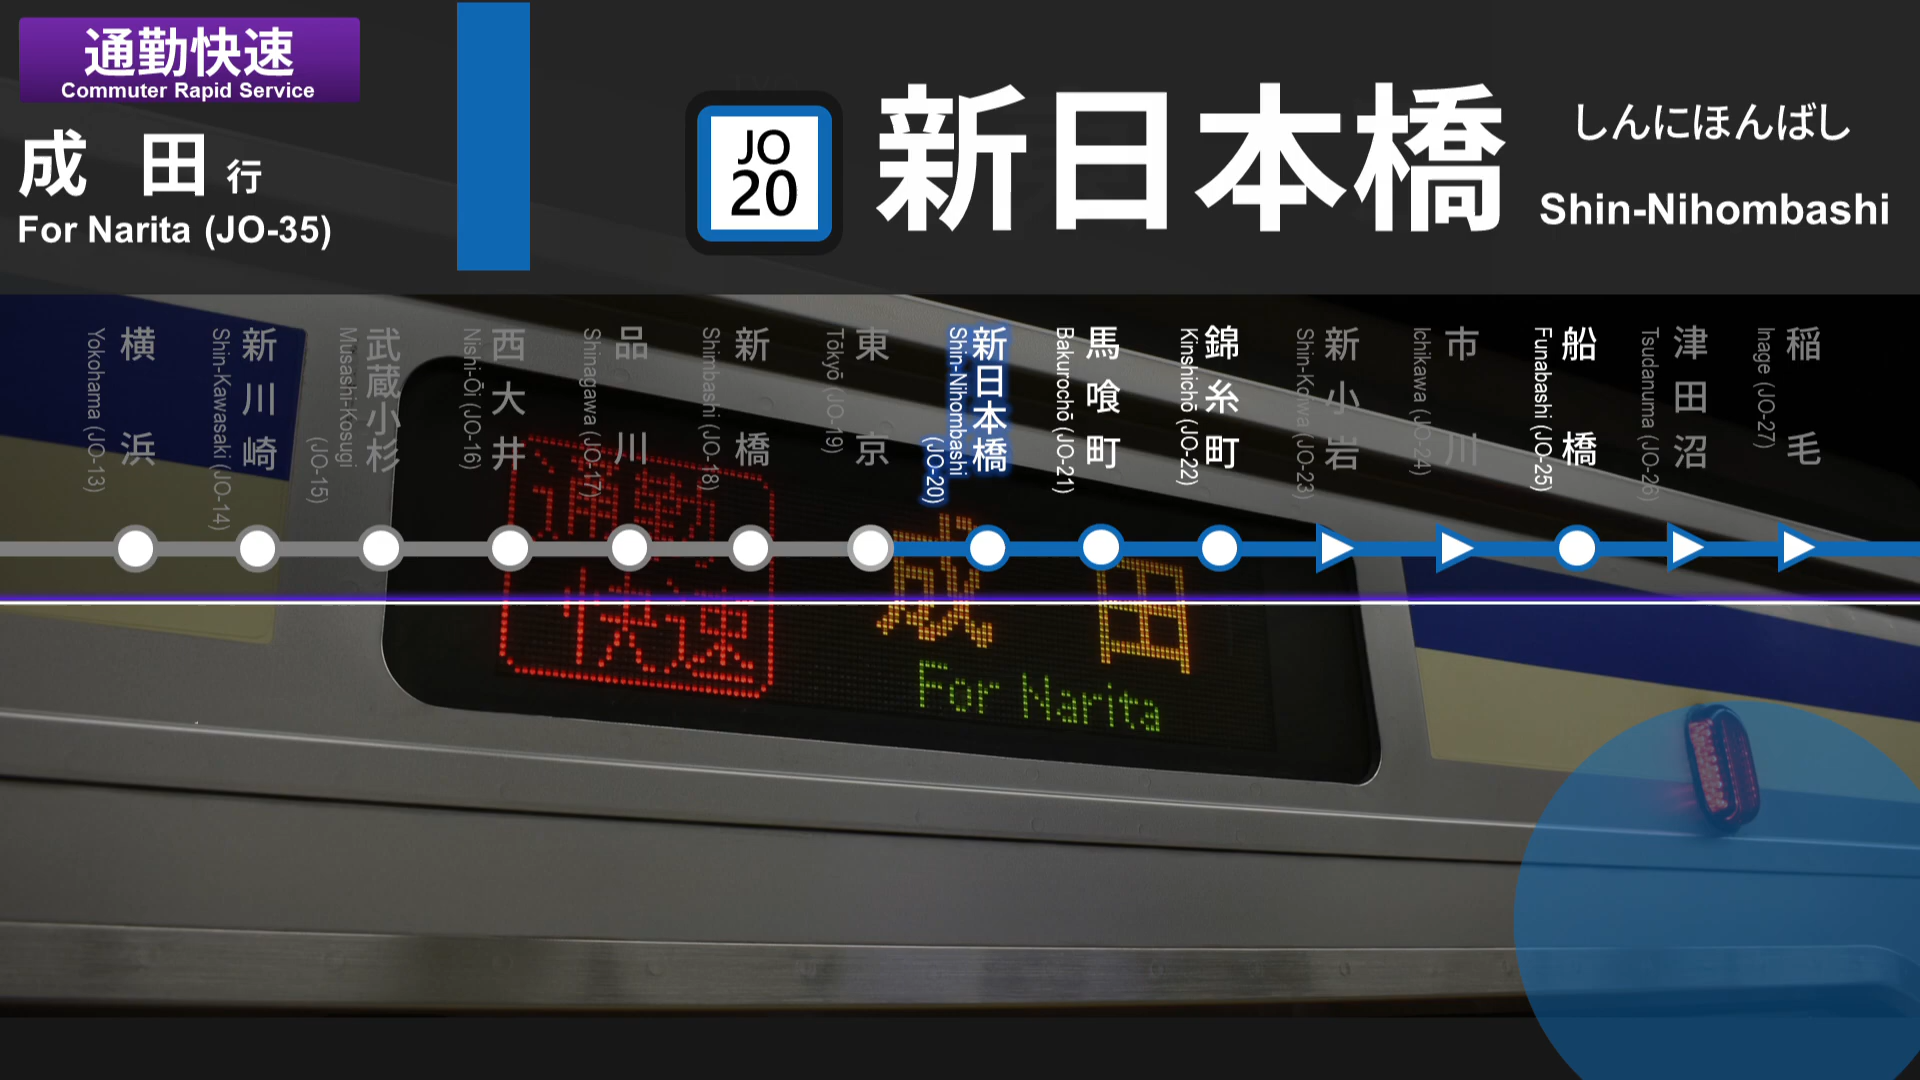 通勤快速
Commuter Rapid Service
成田行
For Narita (JO-35)
JO
20
新日本橋
しんにほんばし
Shin-Nihombashi
横浜
Yokohama (JO-13)
新川崎
Shin-Kawasaki (JO-14)
武蔵小杉
Musashi-Kosugi
(JO-15)
西大井
Nishi-Ōi (JO-16)
品川
Shinagawa (JO-17)
新橋
Shimbashi (JO-18)
東京
Tōkyō (JO-19)
新日本橋
Shin-Nihombashi
(JO-20)
馬喰町
Bakurochō (JO-21)
錦糸町
Kinshichō (JO-22)
新小岩
Shin-Koiwa (JO-23)
市川
Ichikawa (JO-24)
船橋
Funabashi (JO-25)
津田沼
Tsudanuma (JO-26)
稲毛
Inage (JO-27)
通勤
快速
成田
For Narita